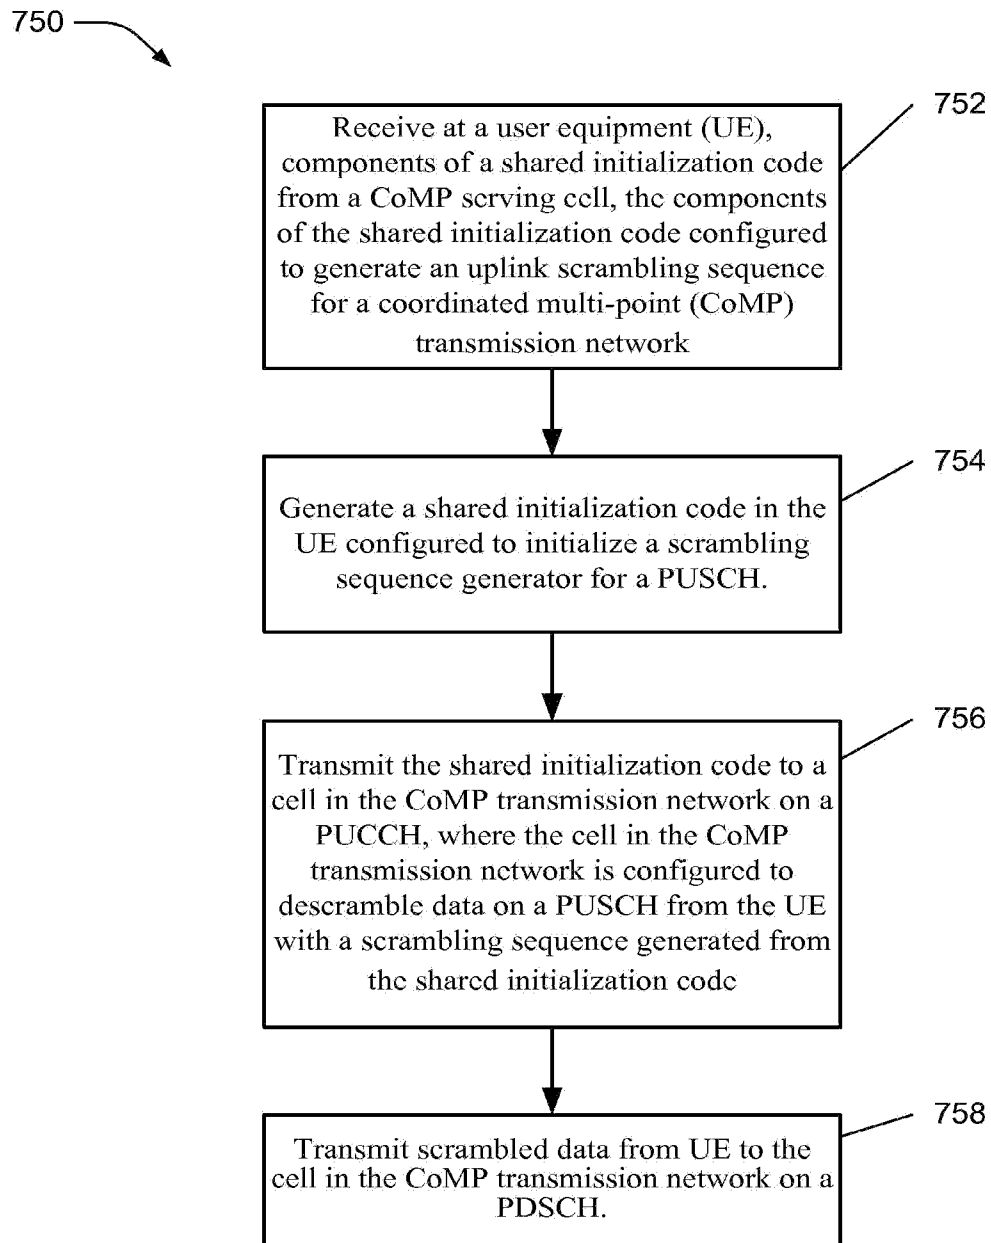 750
752
Receive at a user equipment (UE),
components of a shared initialization code
from a CoMP serving cell, the components
of the shared initialization code configured
to generate an uplink scrambling sequence
for a coordinated multi-point (CoMP)
transmission network
754
Generate a shared initialization code in the
UE configured to initialize a scrambling
sequence generator for a PUSCH.
756
Transmit the shared initialization code to a
cell in the CoMP transmission network on a
PUCCH, where the cell in the CoMP
transmission network is configured to
descramble data on a PUSCH from the UE
with a scrambling sequence generated from
the shared initialization code
758
Transmit scrambled data from UE to the
cell in the CoMP transmission network on a
PDSCH.